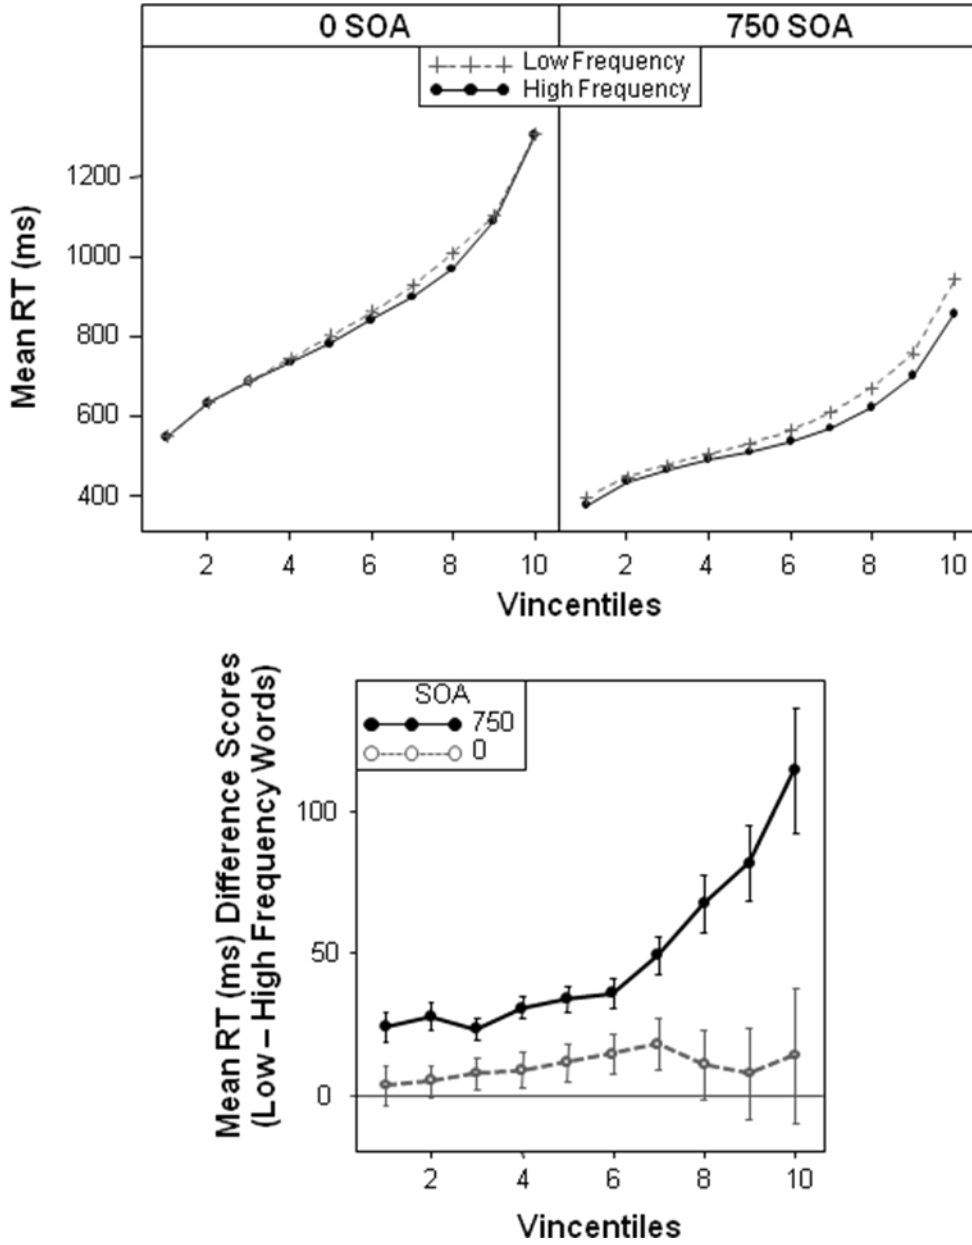 0 SOA
750 SOA
Low Frequency
High Frequency
Mean RT (ms)
1200
1000
800
600
400
2 4 6 8 10
2 4 6 8 10
Vincentiles
Mean RT (ms) Difference Scores
(Low – High Frequency Words)
SOA
750
0
100
50
0
2 4 6 8 10
Vincentiles